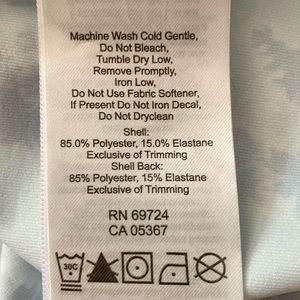 Machine Wash Cold Gentle,
Do Not Bleach,
Tumble Dry Low,
Remove Promptly,
Iron Low,
Do Not Use Fabric Softener,
If Present Do Not Iron Decal,
Do Not Dryclean
Shell:
85.0% Polyester, 15.0% Elastane
Exclusive of Trimming
Shell Back:
85% Polyester, 15% Elastane
Exclusive of Trimming
RN 69724
CA 05367
30C